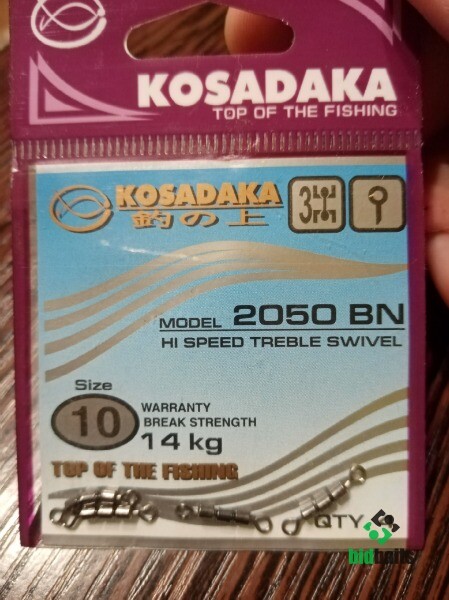 KOSADAKA
TOP OF THE FISHING
KOSADAKA
釣の上
3
MODEL 2050 BN
HI SPEED TREBLE SWIVEL
Size
10
WARRANTY
BREAK STRENGTH
14 kg
TOP OF THE FISHING
QTY